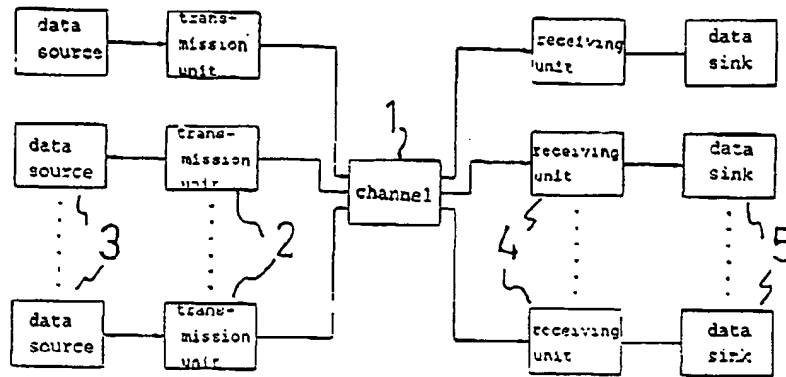 data
source
trans-
mission
unit
receiving
unit
data
sink
1
data
source
trans-
mission
unit
channel
receiving
unit
data
sink
3
2
4
5
data
source
trans-
mission
unit
receiving
unit
data
sink